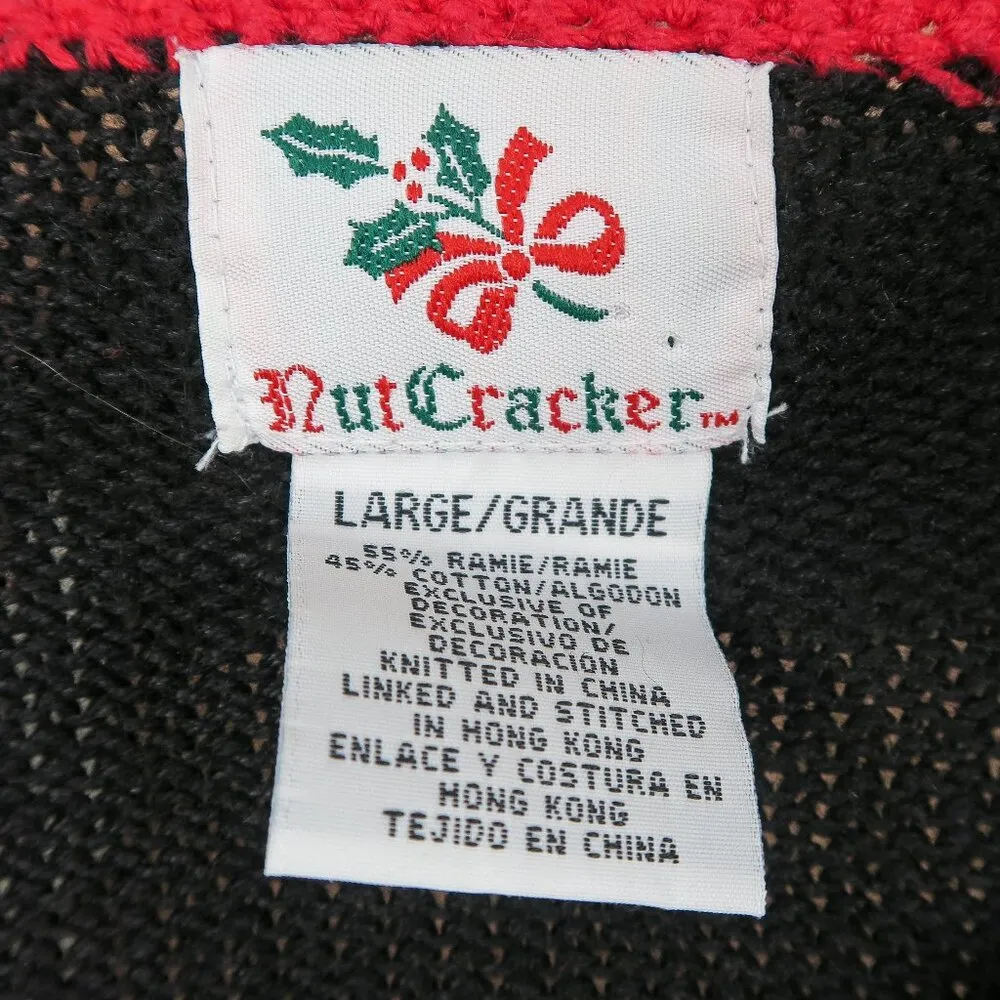 NutCracker™
LARGE/GRANDE
55% RAMIE/RAMIE
45% COTTON/ALGODON
EXCLUSIVE OF
DECORATION/
EXCLUSIUO DE
DECORACION
KNITTED IN CHINA
LINKED AND STITCHED
IN HONG KONG
ENLACE Y COSTURA EN
HONG KONG
TEJIDO EN CHINA